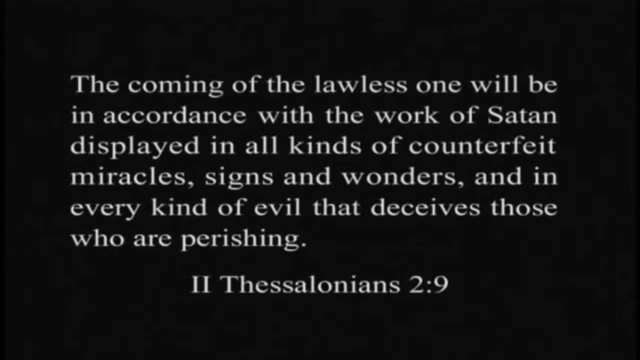 The coming of the lawless one will be
in accordance with the work of Satan
displayed in all kinds of counterfeit
miracles, signs and wonders, and in
every kind of evil that deceives those
who are perishing.
II Thessalonians 2:9